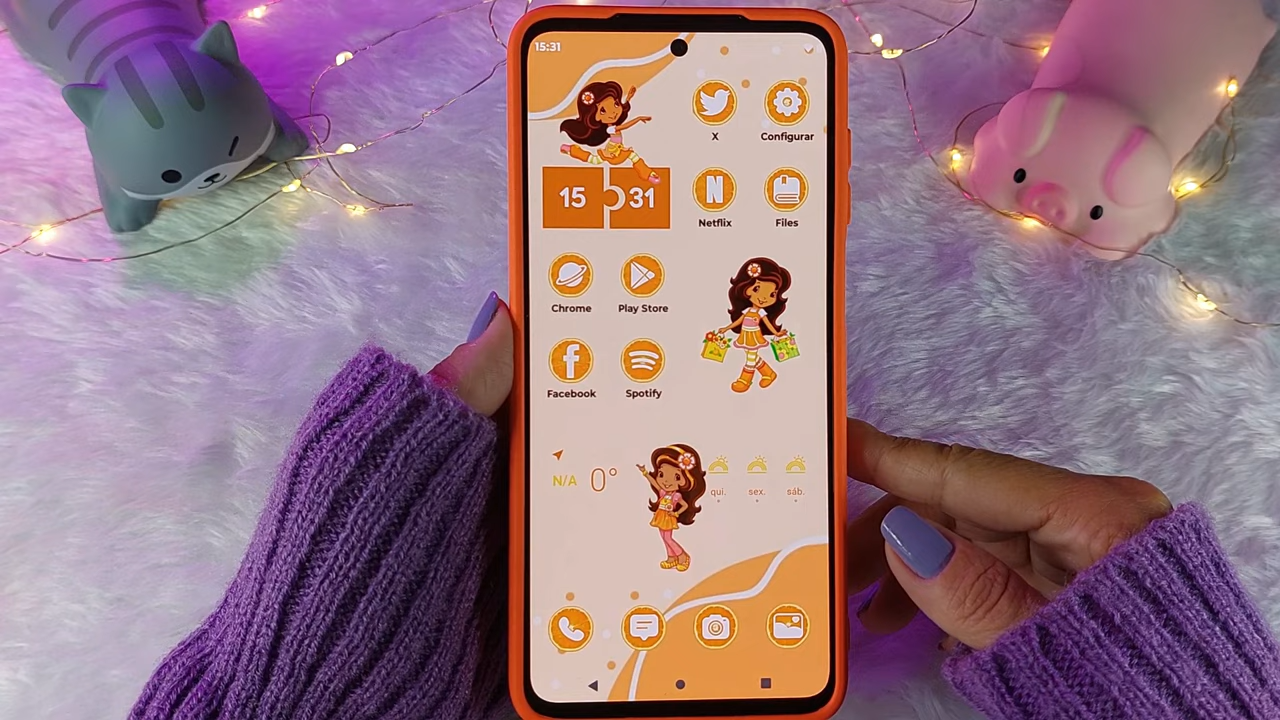 15:31
X
Configurar
15 31
N
Netflix
Files
Chrome
Play Store
f
Facebook
Spotify
N/A 0°
qui. sex. sáb.